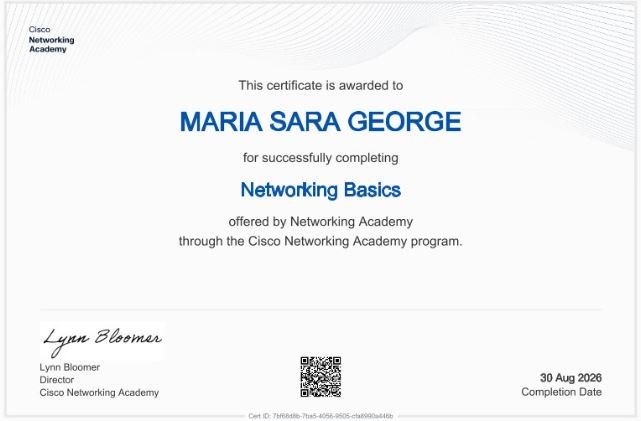 Cisco
Networking
Academy
This certificate is awarded to
MARIA SARA GEORGE
for successfully completing
Networking Basics
offered by Networking Academy
through the Cisco Networking Academy program.
Lynn Bloomer
Lynn Bloomer
Director
Cisco Networking Academy
30 Aug 2026
Completion Date
Cert ID: